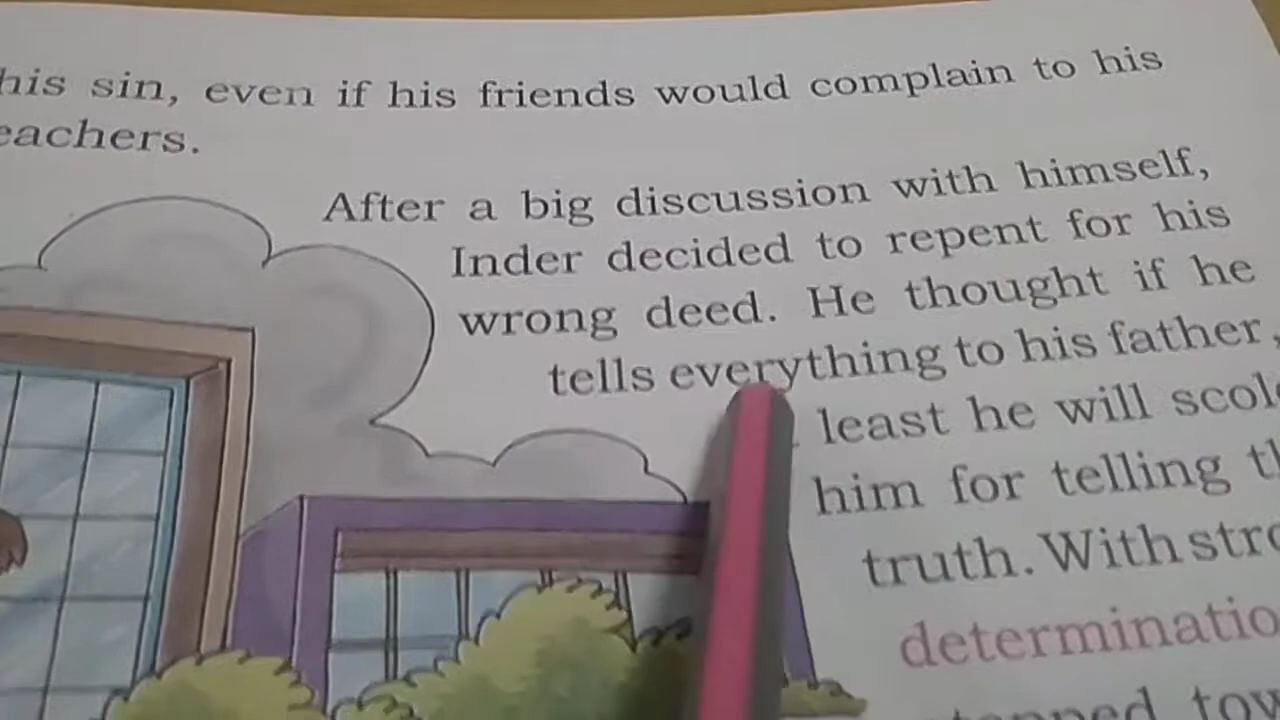 his sin, even if his friends would complain to his
eachers.
After a big discussion with himself,
Inder decided to repent for his
wrong deed. He thought if he
tells everything to his father,
least he will scol
him for telling
truth. With stro
determinatio